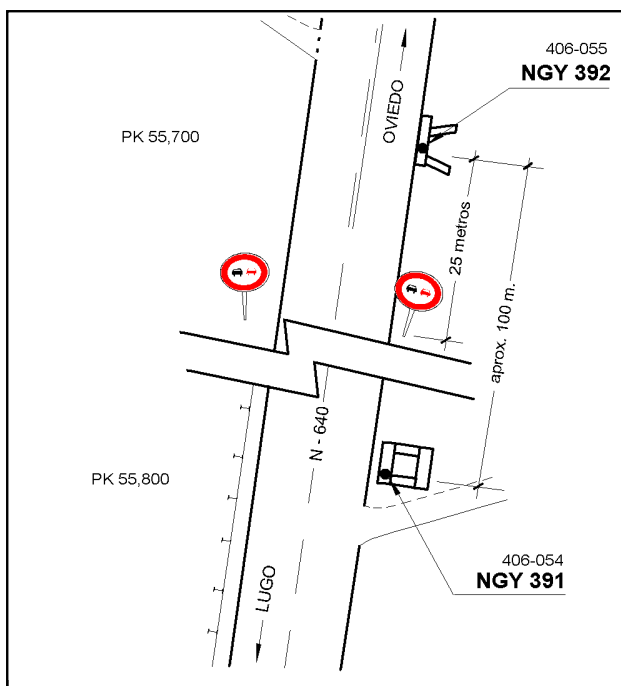 406-055
NGY 392
OVIEDO
PK 55,700
25 metros
aprox. 100 m.
N - 640
PK 55,800
406-054
NGY 391
LUGO